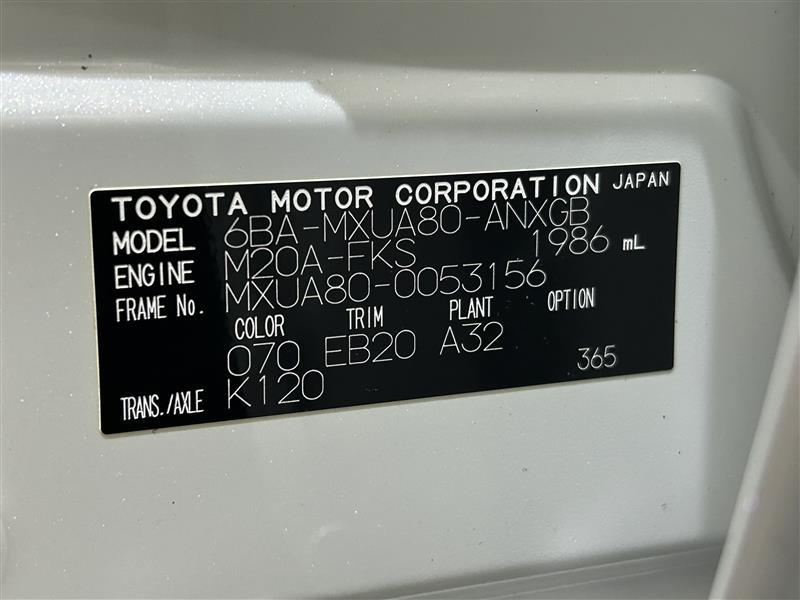 TOYOTA MOTOR CORPORATION JAPAN
MODEL 6BA-MXUA80-ANXGB
ENGINE M20A-FKS 1986 mL
FRAME No. MXUA80-0053156
COLOR TRIM PLANT OPTION
070 EB20 A32
365
TRANS./AXLE K120